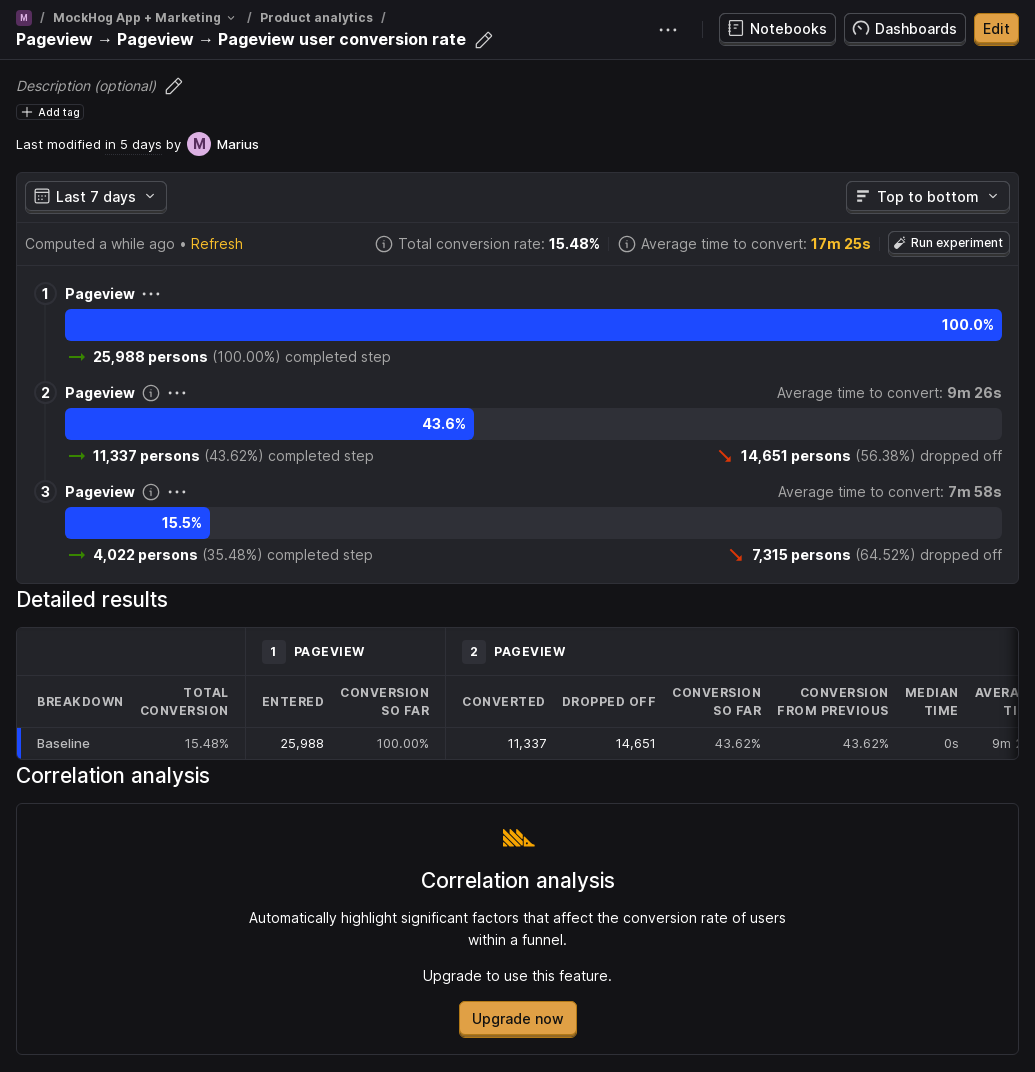 M / MockHog App + Marketing / Product analytics /
Pageview → Pageview → Pageview user conversion rate
Notebooks Dashboards Edit
Description (optional)
Add tag
Last modified in 5 days by M Marius
Last 7 days Top to bottom
Computed a while ago • Refresh Total conversion rate: 15.48% Average time to convert: 17m 25s Run experiment
1 Pageview
100.0%
25,988 persons (100.00%) completed step
2 Pageview Average time to convert: 9m 26s
43.6%
11,337 persons (43.62%) completed step 14,651 persons (56.38%) dropped off
3 Pageview Average time to convert: 7m 58s
15.5%
4,022 persons (35.48%) completed step 7,315 persons (64.52%) dropped off
Detailed results
1 PAGEVIEW 2 PAGEVIEW
BREAKDOWN TOTAL CONVERSION ENTERED CONVERSION SO FAR CONVERTED DROPPED OFF CONVERSION SO FAR CONVERSION FROM PREVIOUS MEDIAN TIME
Baseline 15.48% 25,988 100.00% 11,337 14,651 43.62% 43.62% 0s 9m
Correlation analysis
Correlation analysis
Automatically highlight significant factors that affect the conversion rate of users
within a funnel.
Upgrade to use this feature.
Upgrade now